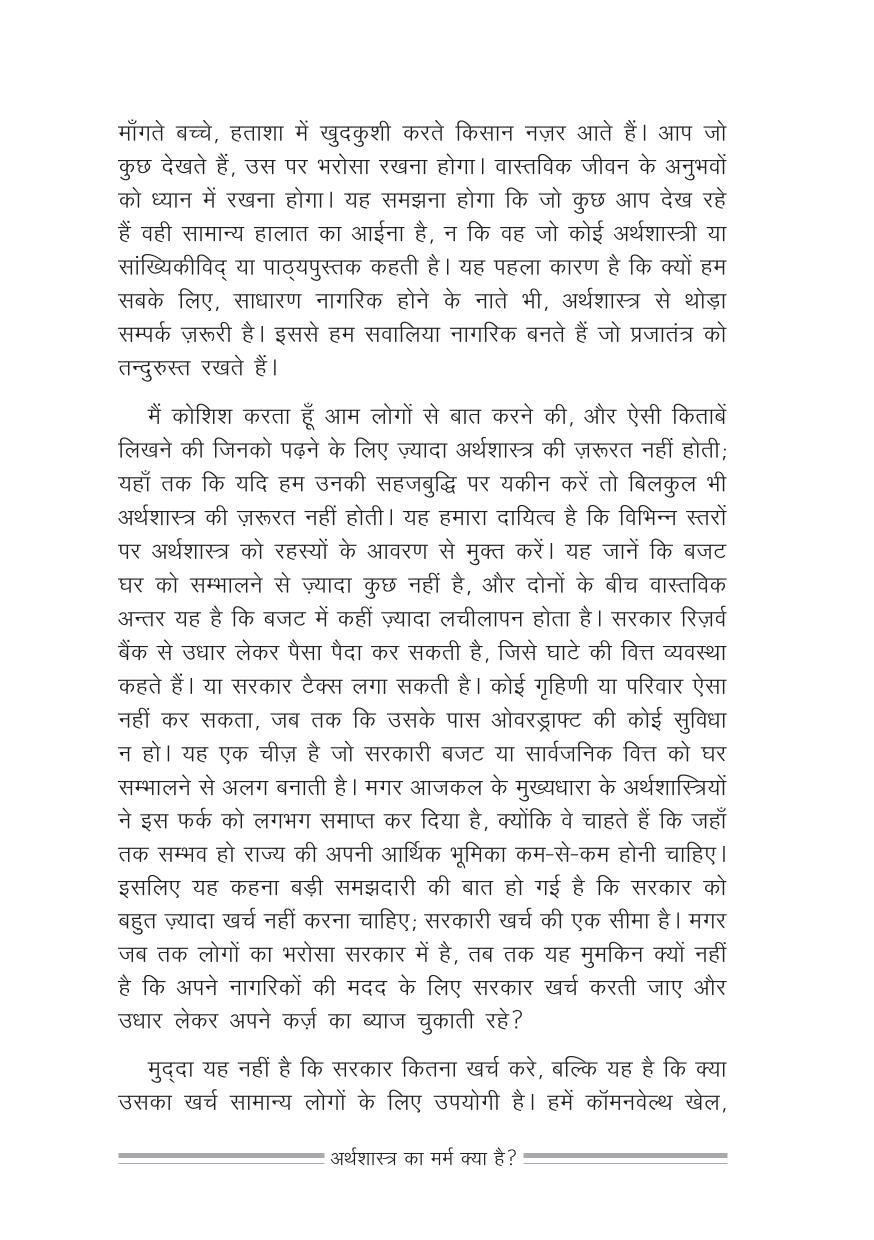 माँगते बच्चे, हताशा में खुदकुशी करते किसान नज़र आते हैं। आप जो
कुछ देखते हैं, उस पर भरोसा रखना होगा। वास्तविक जीवन के अनुभवों
को ध्यान में रखना होगा। यह समझना होगा कि जो कुछ आप देख रहे
हैं वही सामान्य हालात का आईना है, न कि वह जो कोई अर्थशास्त्री या
सांख्यिकीविद् या पाठ्यपुस्तक कहती है। यह पहला कारण है कि क्यों हम
सबके लिए, साधारण नागरिक होने के नाते भी, अर्थशास्त्र से थोड़ा
सम्पर्क ज़रूरी है। इससे हम सवालिया नागरिक बनते हैं जो प्रजातंत्र को
तन्दुरुस्त रखते हैं।
मैं कोशिश करता हूँ आम लोगों से बात करने की, और ऐसी किताबें
लिखने की जिनको पढ़ने के लिए ज़्यादा अर्थशास्त्र की ज़रूरत नहीं होती;
यहाँ तक कि यदि हम उनकी सहजबुद्धि पर यकीन करें तो बिलकुल भी
अर्थशास्त्र की ज़रूरत नहीं होती। यह हमारा दायित्व है कि विभिन्न स्तरों
पर अर्थशास्त्र को रहस्यों के आवरण से मुक्त करें। यह जानें कि बजट
घर को सम्भालने से ज़्यादा कुछ नहीं है, और दोनों के बीच वास्तविक
अन्तर यह है कि बजट में कहीं ज़्यादा लचीलापन होता है। सरकार रिज़र्व
बैंक से उधार लेकर पैसा पैदा कर सकती है, जिसे घाटे की वित्त व्यवस्था
कहते हैं। या सरकार टैक्स लगा सकती है। कोई गृहिणी या परिवार ऐसा
नहीं कर सकता, जब तक कि उसके पास ओवरड्राफ्ट की कोई सुविधा
न हो। यह एक चीज़ है जो सरकारी बजट या सार्वजनिक वित्त को घर
सम्भालने से अलग बनाती है। मगर आजकल के मुख्यधारा के अर्थशास्त्रियों
ने इस फर्क को लगभग समाप्त कर दिया है, क्योंकि वे चाहते हैं कि जहाँ
तक सम्भव हो राज्य की अपनी आर्थिक भूमिका कम-से-कम होनी चाहिए।
इसलिए यह कहना बड़ी समझदारी की बात हो गई है कि सरकार को
बहुत ज़्यादा खर्च नहीं करना चाहिए; सरकारी खर्च की एक सीमा है। मगर
जब तक लोगों का भरोसा सरकार में है, तब तक यह मुमकिन क्यों नहीं
है कि अपने नागरिकों की मदद के लिए सरकार खर्च करती जाए और
उधार लेकर अपने कर्ज़ का ब्याज चुकाती रहे?
मुद्दा यह नहीं है कि सरकार कितना खर्च करे, बल्कि यह है कि क्या
उसका खर्च सामान्य लोगों के लिए उपयोगी है। हमें कॉमनवेल्थ खेल,
अर्थशास्त्र का मर्म क्या है?